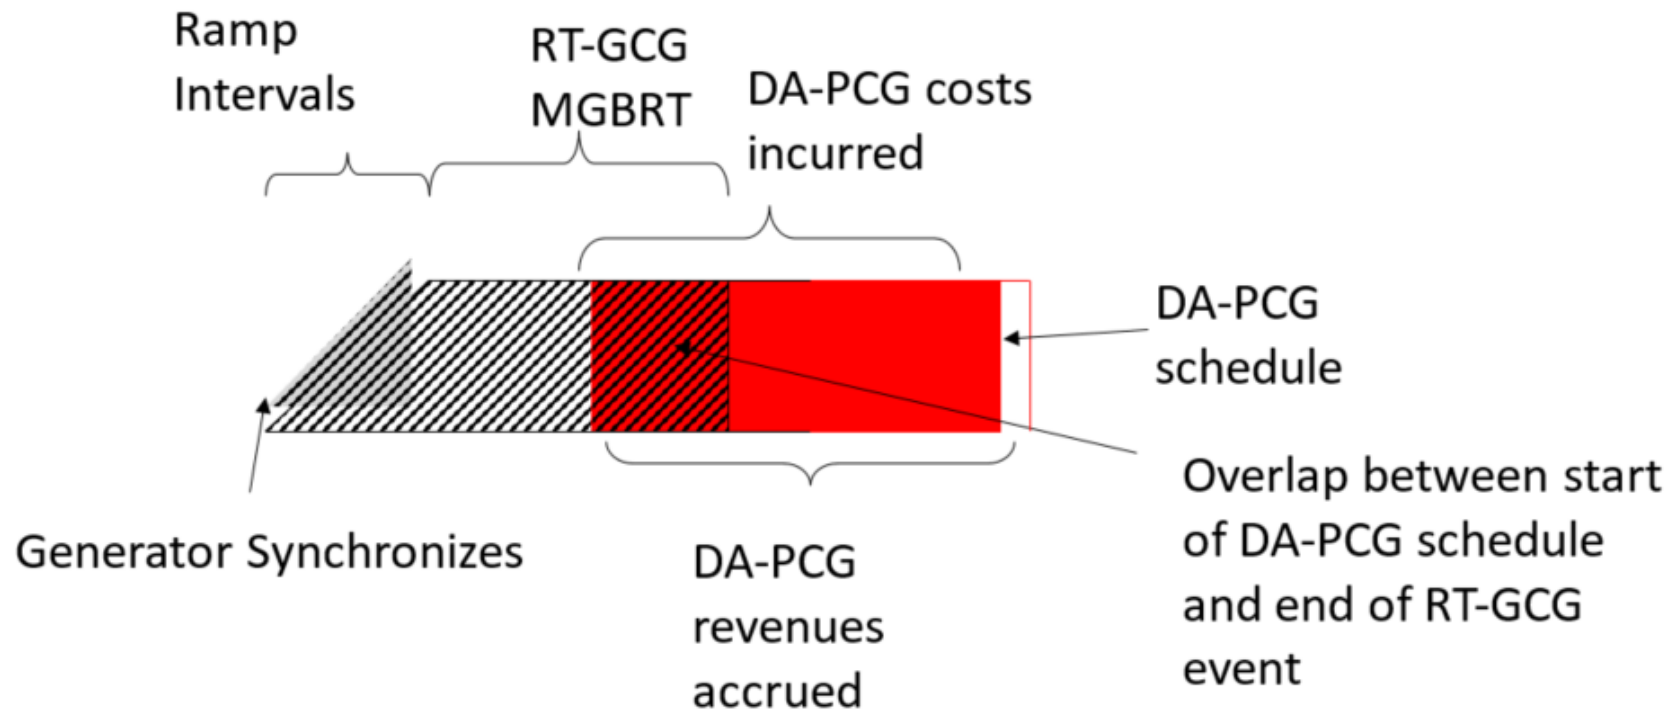 Ramp
Intervals
RT-GCG
MGBRT
DA-PCG costs
incurred
DA-PCG
schedule
Generator Synchronizes
DA-PCG
revenues
accrued
Overlap between start
of DA-PCG schedule
and end of RT-GCG
event